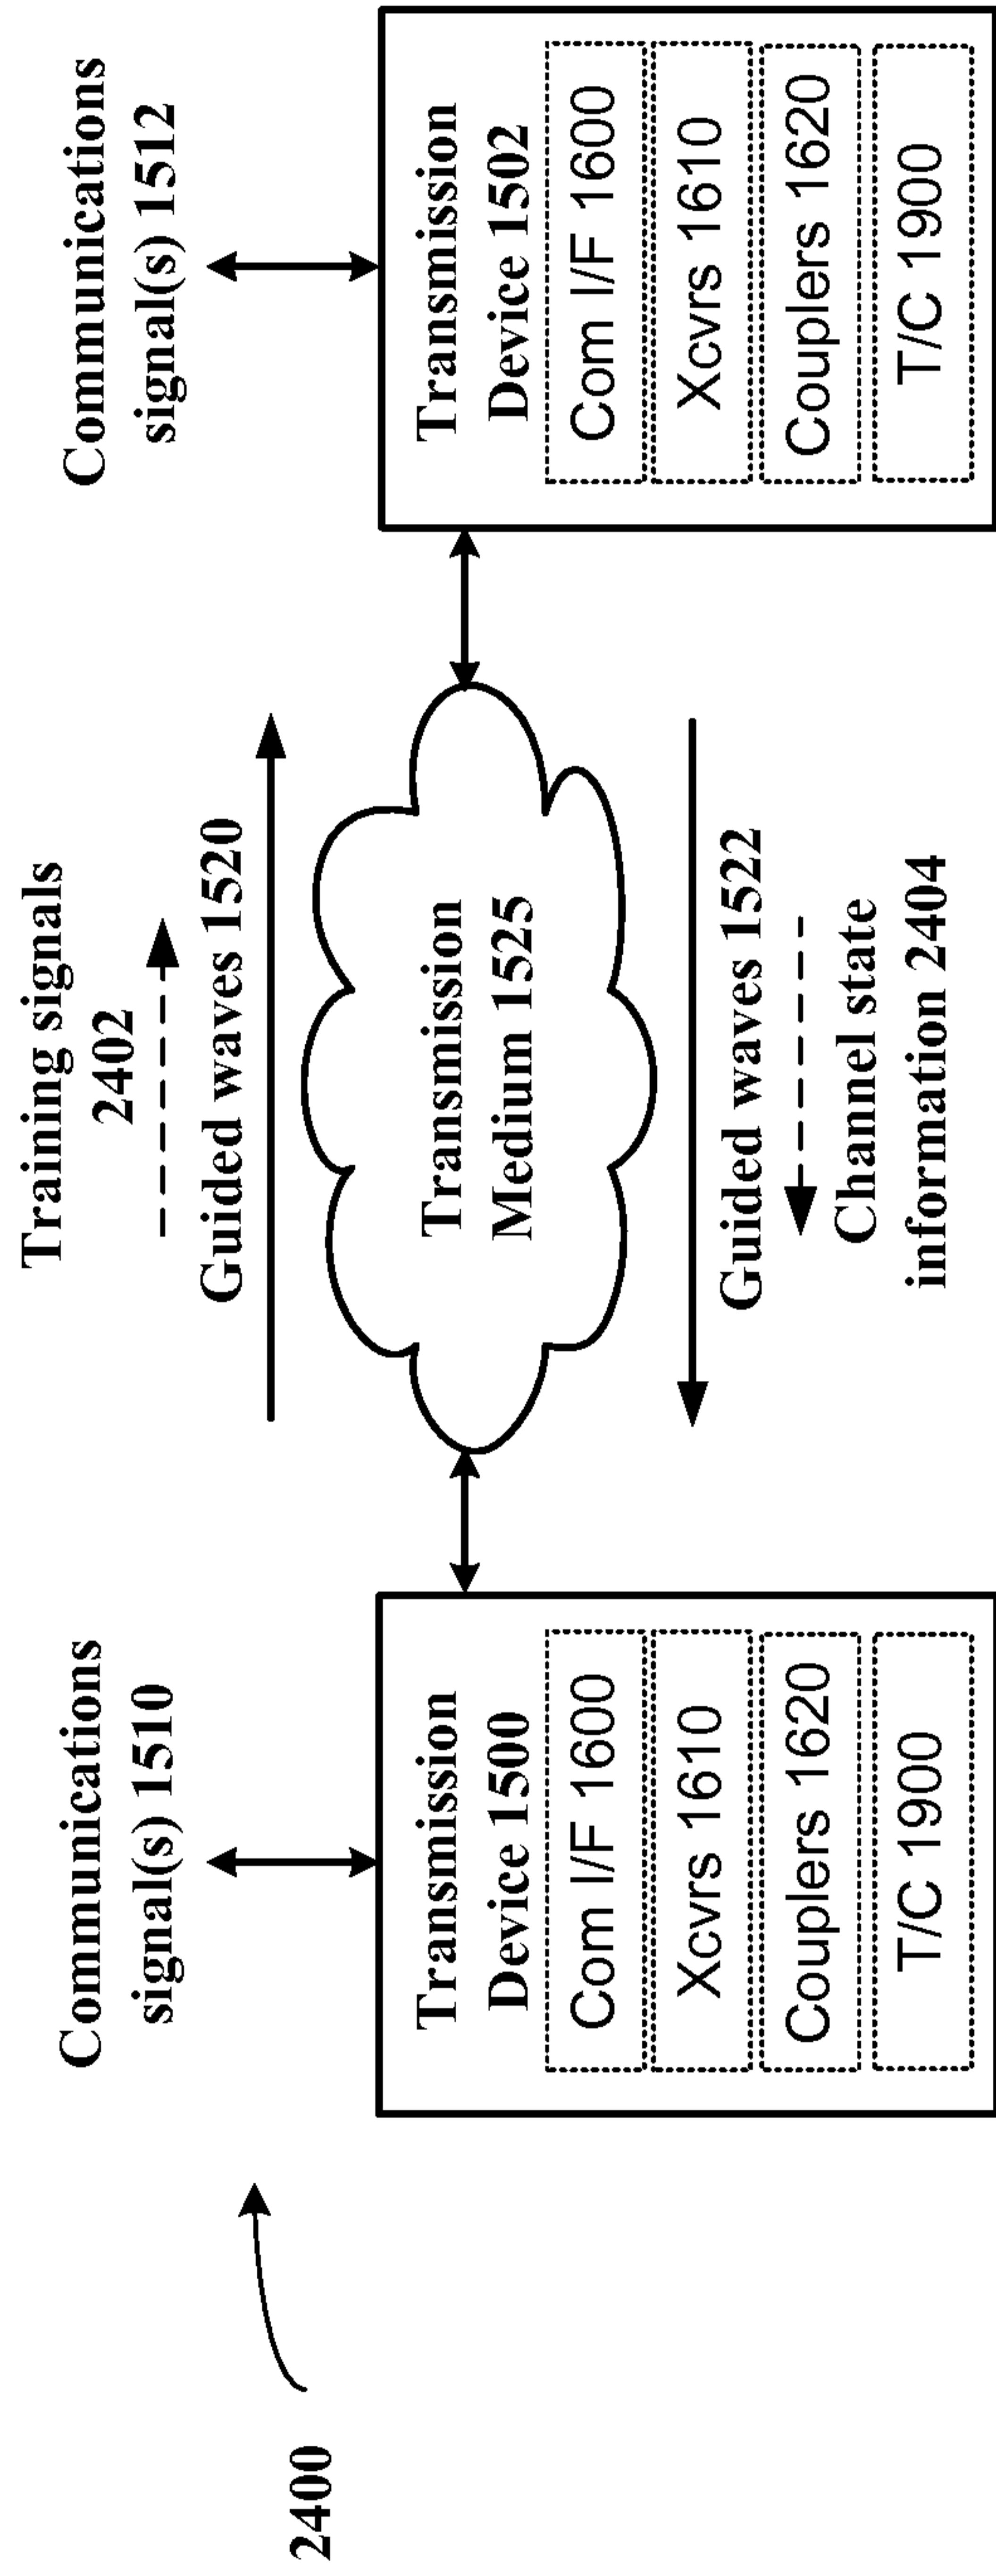 Communications
signal(s) 1510
Training signals
2402
Guided waves 1520
Communications
signal(s) 1512
Transmission
Device 1500
Com I/F 1600
Xcvrs 1610
Couplers 1620
T/C 1900
Transmission
Medium 1525
Transmission
Device 1502
Com I/F 1600
Xcvrs 1610
Couplers 1620
T/C 1900
Guided waves 1522
Channel state
information 2404
2400